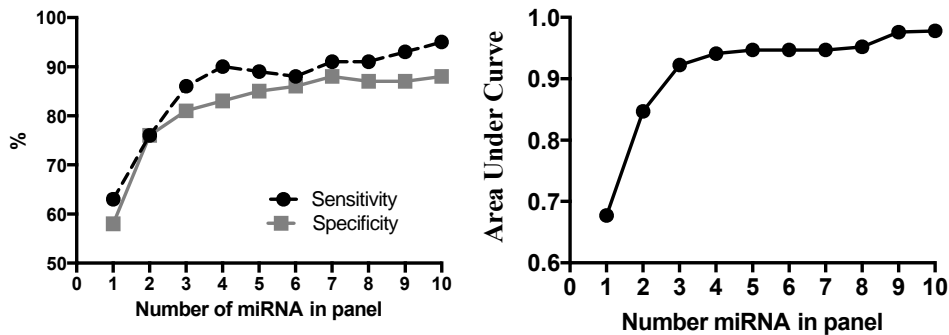 100
90
80
70
60
50
%
0 1 2 3 4 5 6 7 8 9 10
Number of miRNA in panel
Sensitivity
Specificity
1.0
0.9
0.8
0.7
0.6
Area Under Curve
0 1 2 3 4 5 6 7 8 9 10
Number miRNA in panel